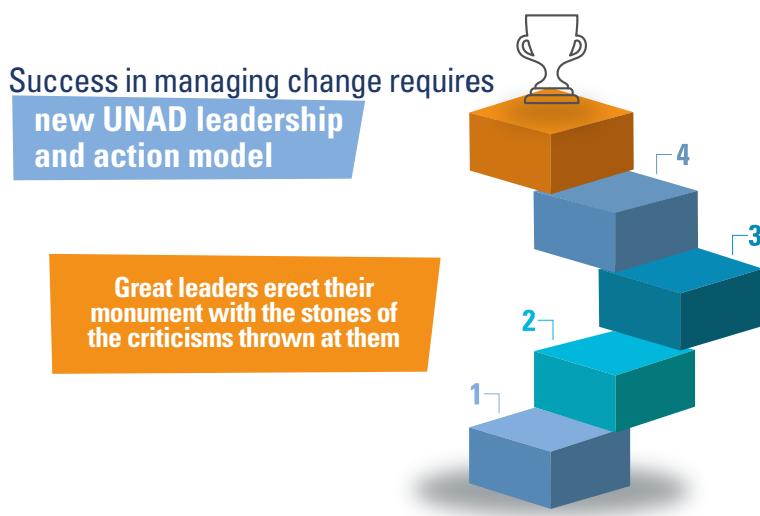 Success in managing change requires
new UNAD leadership
and action model
Great leaders erect their
monument with the stones of
the criticisms thrown at them
4
3
2
1